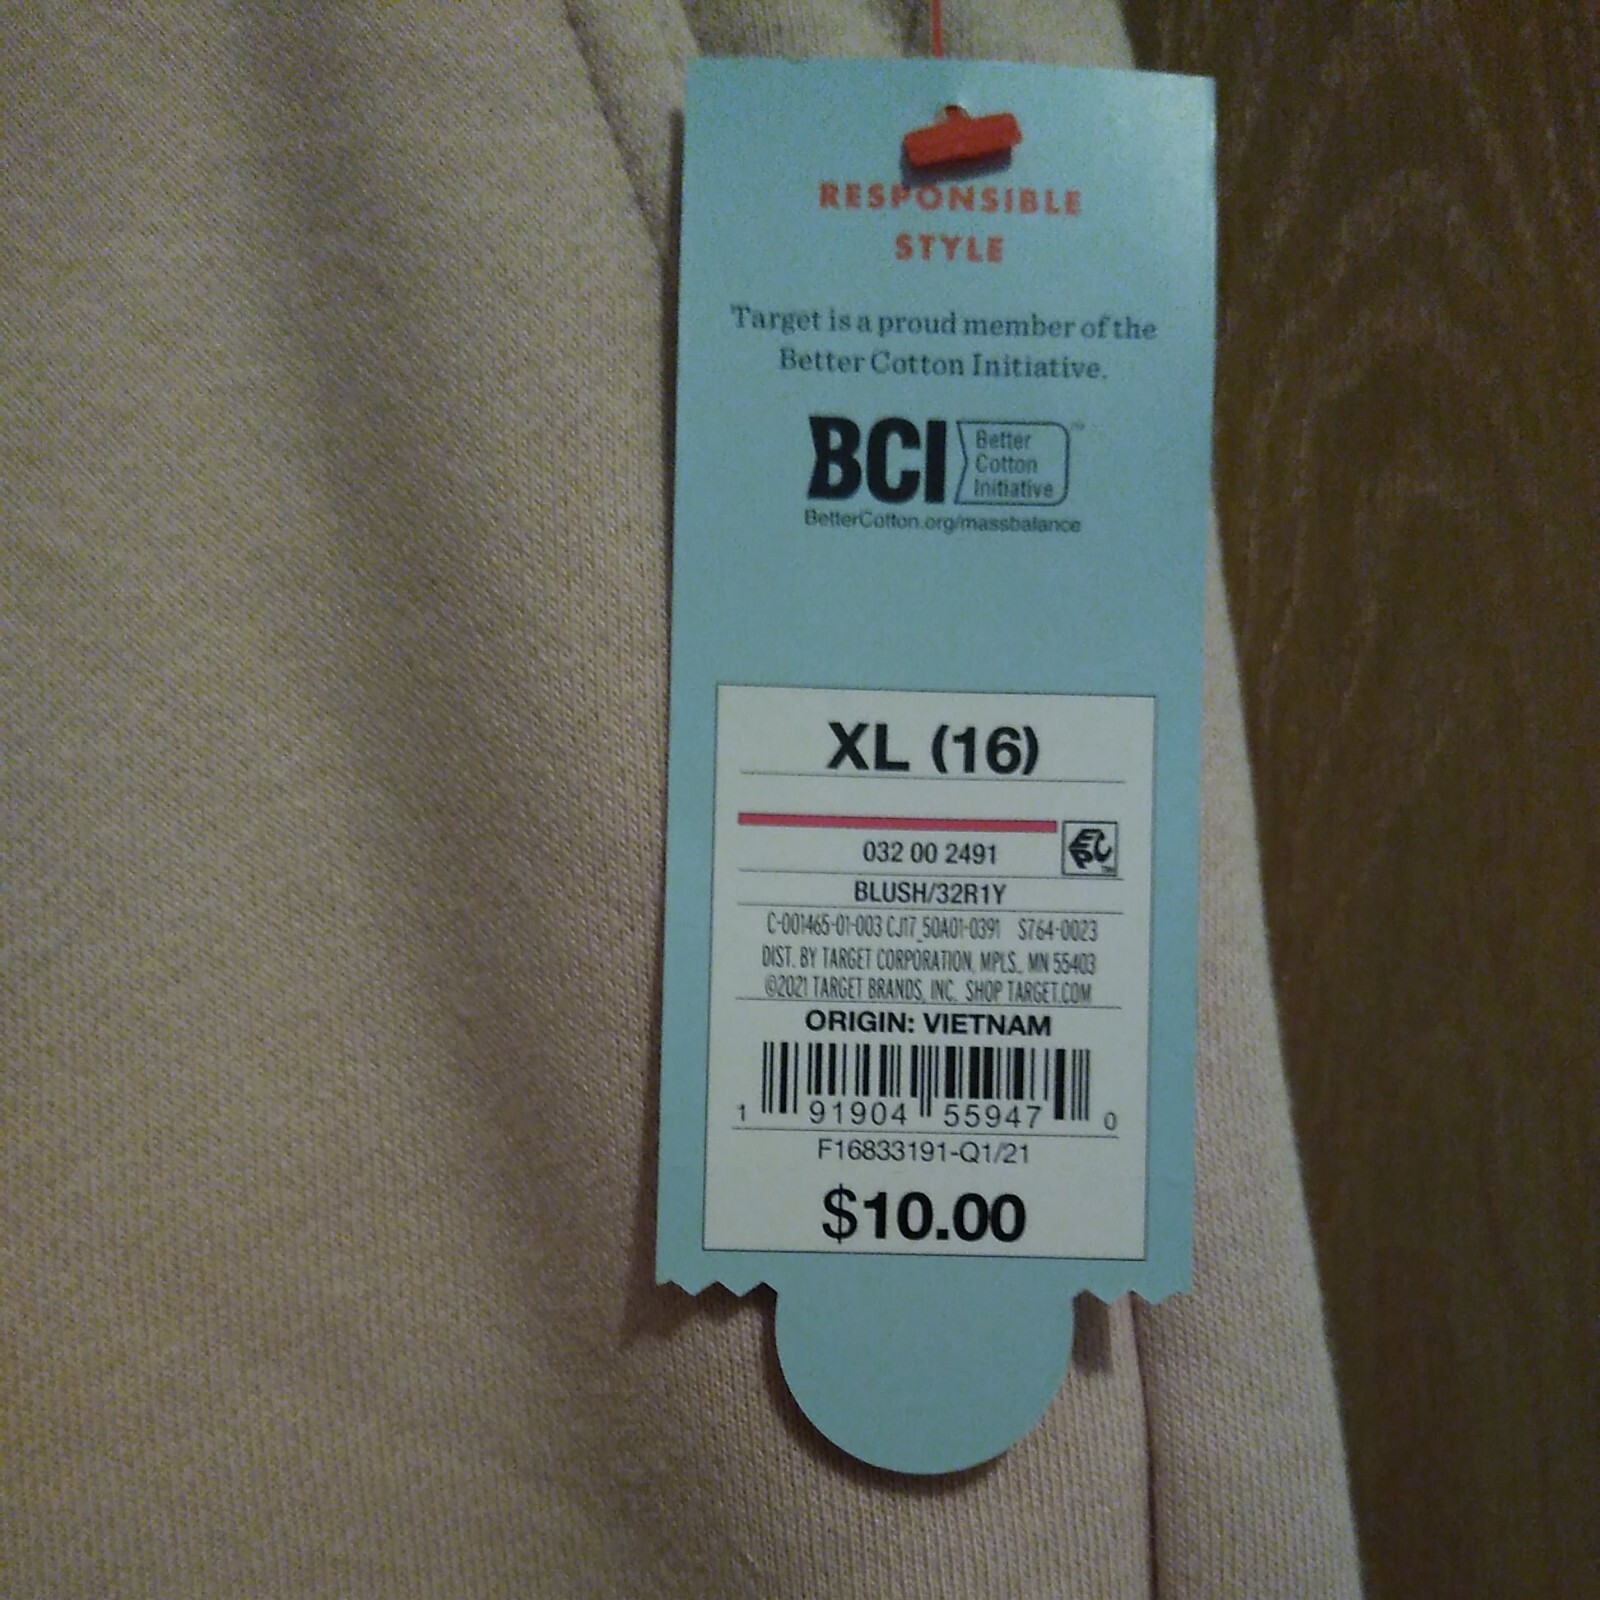 RESPONSIBLE
STYLE
Target is a proud member of the
Better Cotton Initiative.
BCI Better
Cotton
Initiative
TM
BetterCotton.org/massbalance
XL (16)
032 00 2491
EPC TM
BLUSH/32R1Y
C-001465-01-003 CJ17_50A01-0391 S764-0023
DIST. BY TARGET CORPORATION, MPLS., MN 55403
©2021 TARGET BRANDS, INC. SHOP TARGET.COM
ORIGIN: VIETNAM
1 91904 55947 0
F16833191-Q1/21
$10.00